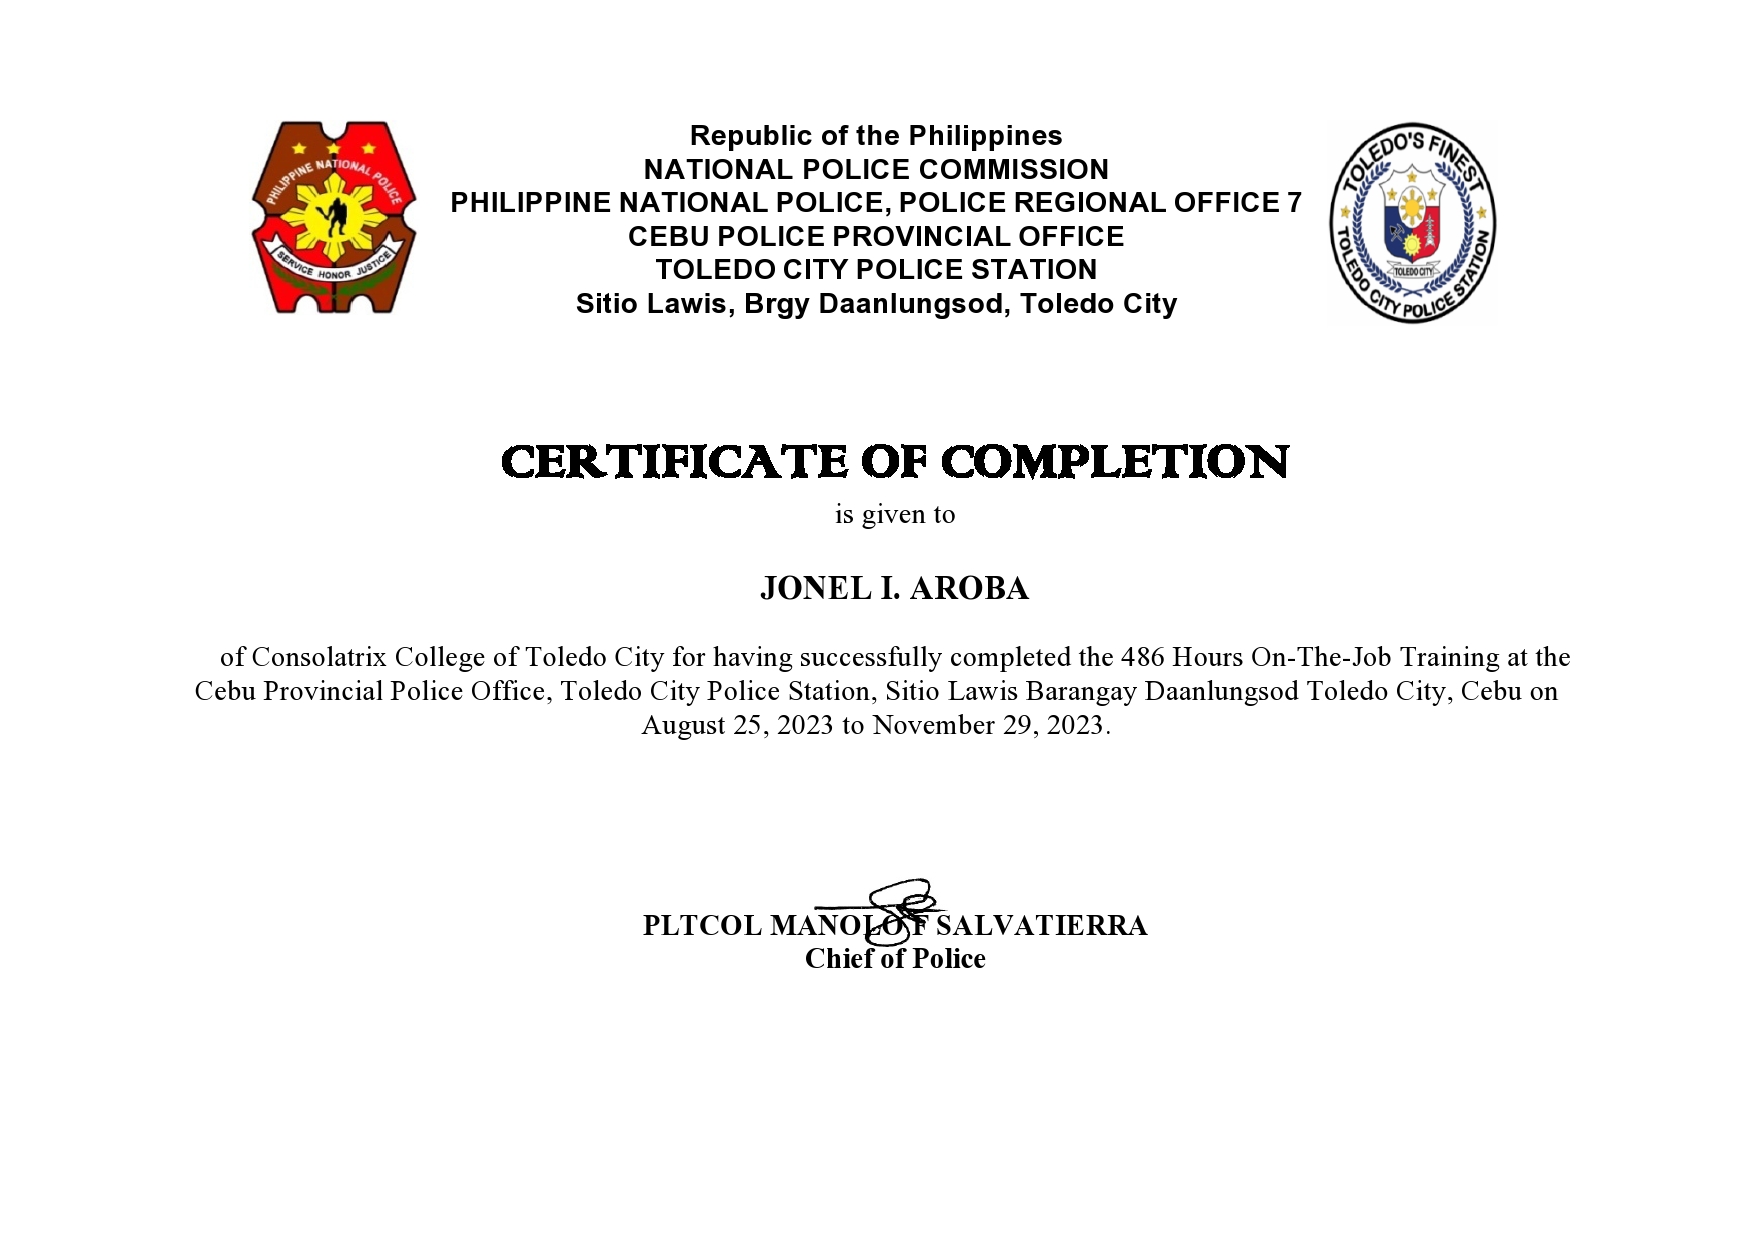 PHILIPPINE NATIONAL POLICE
SERVICE HONOR JUSTICE
Republic of the Philippines
NATIONAL POLICE COMMISSION
PHILIPPINE NATIONAL POLICE, POLICE REGIONAL OFFICE 7
CEBU POLICE PROVINCIAL OFFICE
TOLEDO CITY POLICE STATION
Sitio Lawis, Brgy Daanlungsod, Toledo City
TOLEDO'S FINEST
TOLEDO CITY
TOLEDO CITY POLICE STATION
CERTIFICATE OF COMPLETION
is given to
JONEL I. AROBA
of Consolatrix College of Toledo City for having successfully completed the 486 Hours On-The-Job Training at the
Cebu Provincial Police Office, Toledo City Police Station, Sitio Lawis Barangay Daanlungsod Toledo City, Cebu on
August 25, 2023 to November 29, 2023.
PLTCOL MANOLO F SALVATIERRA
Chief of Police